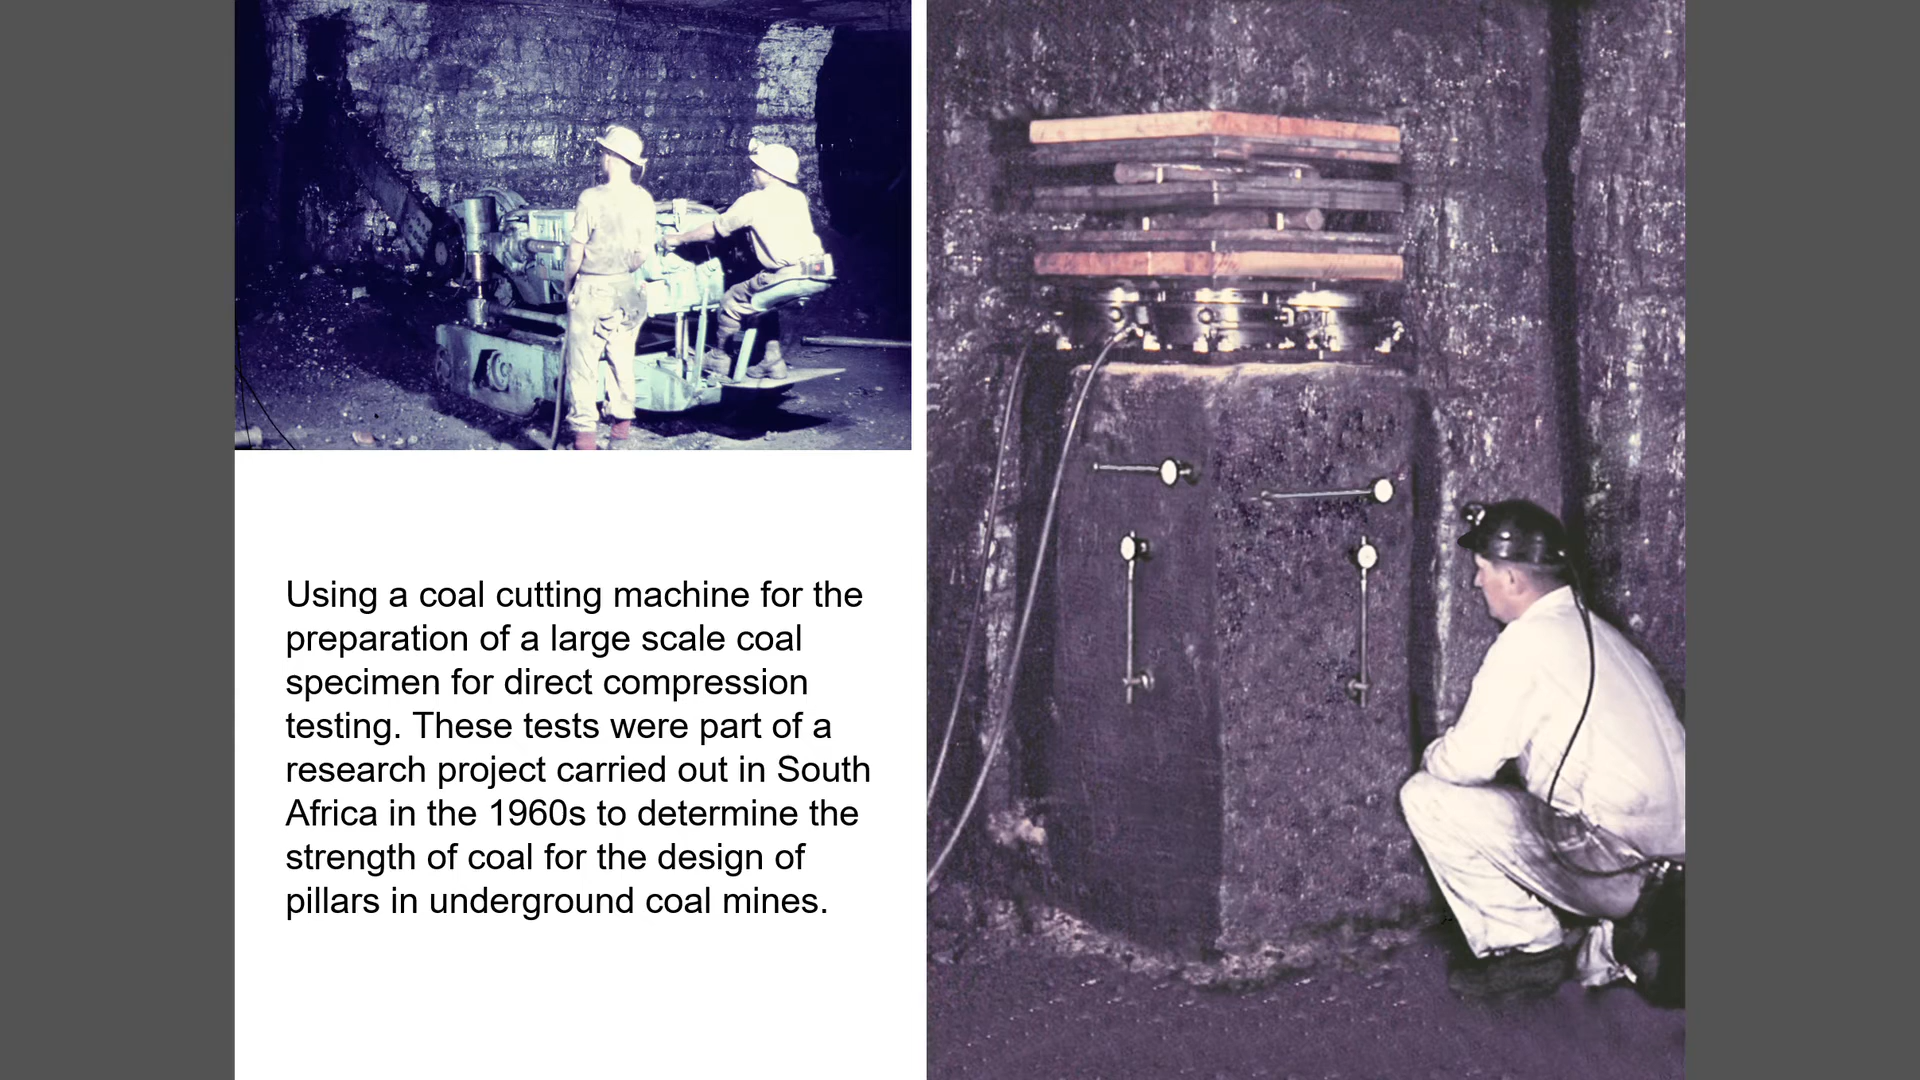 Using a coal cutting machine for the
preparation of a large scale coal
specimen for direct compression
testing. These tests were part of a
research project carried out in South
Africa in the 1960s to determine the
strength of coal for the design of
pillars in underground coal mines.